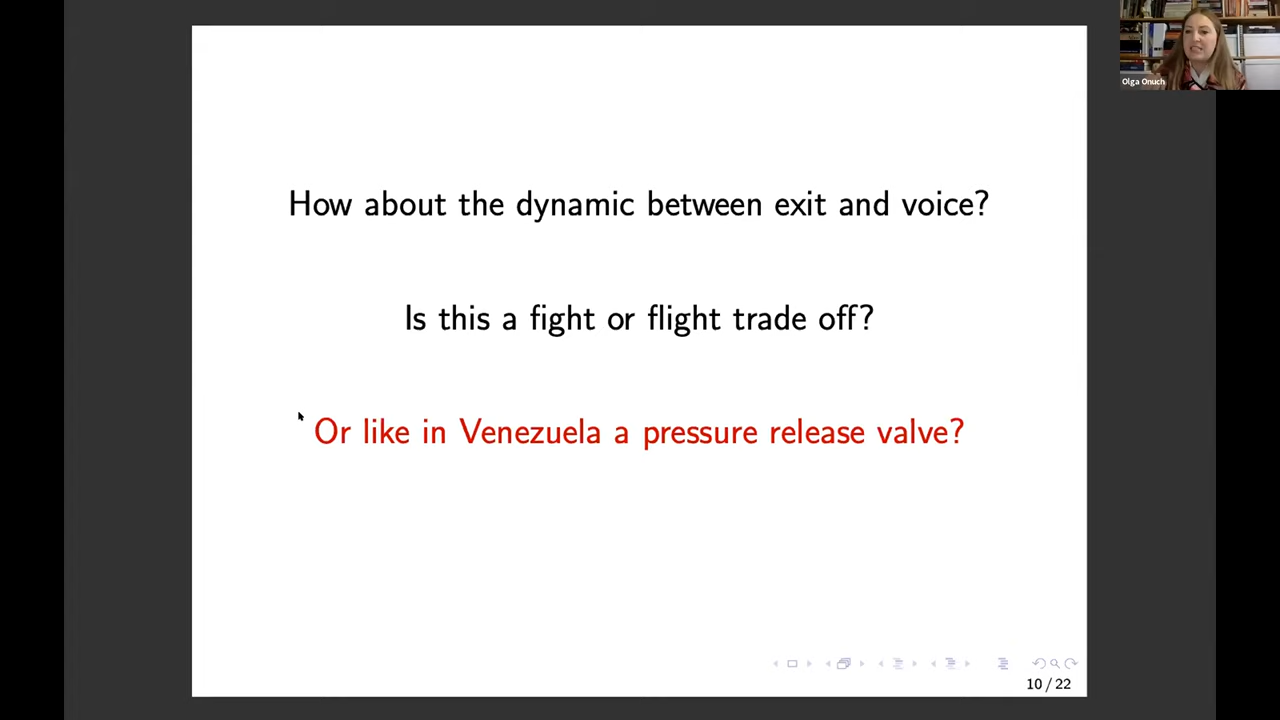 Olga Onuch
How about the dynamic between exit and voice?
Is this a fight or flight trade off?
Or like in Venezuela a pressure release valve?
10 / 22